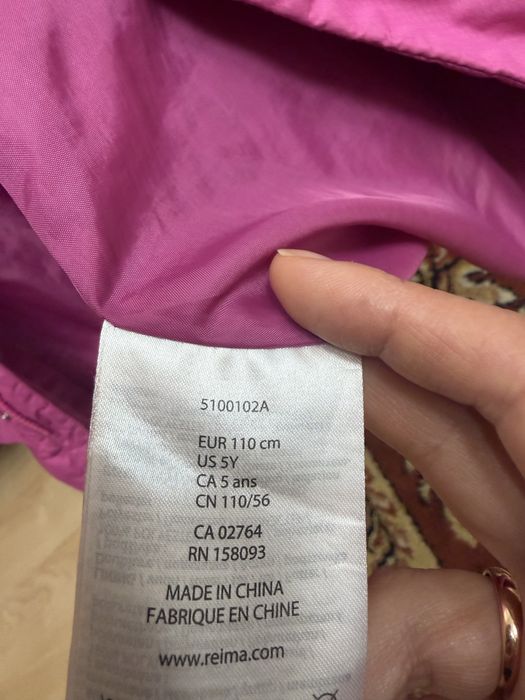 5100102A
EUR 110 cm
US 5Y
CA 5 ans
CN 110/56
CA 02764
RN 158093
MADE IN CHINA
FABRIQUE EN CHINE
www.reima.com